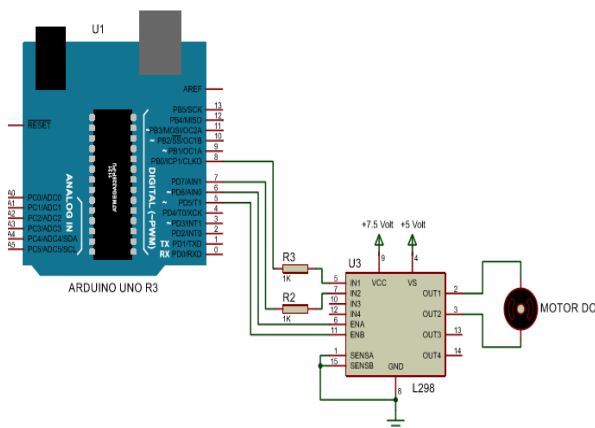 U1
AREF
PB5/SCK 13
PB4/MISO 12
~PB3/MOSI/OC2A 11
~ PB2/SS/OC1B 10
~ PB1/OC1A 9
PB0/ICP1/CLKO 8
PD7/AIN1 7
~ PD6/AIN0 6
~ PD5/T1 5
PD4/T0/XCK 4
~ PD3/INT1 3
PD2/INT0 2
TX PD1/TXD 1
RX PD0/RXD 0
RESET
DIGITAL (~PWM)
1121
ATMEGA328P-PU
ANALOG IN
A0 PC0/ADC0
A1 PC1/ADC1
A2 PC2/ADC2
A3 PC3/ADC3
A4 PC4/ADC4/SDA
A5 PC5/ADC5/SCL
ARDUINO UNO R3
R3
1K
R2
1K
+7.5 Volt
+5 Volt
U3
9
4
VCC
VS
5 IN1
7 IN2
10 IN3
12 IN4
6 ENA
11 ENB
1 SENSA
15 SENSB
OUT1 2
OUT2 3
OUT3 13
OUT4 14
GND
8
L298
MOTOR DC